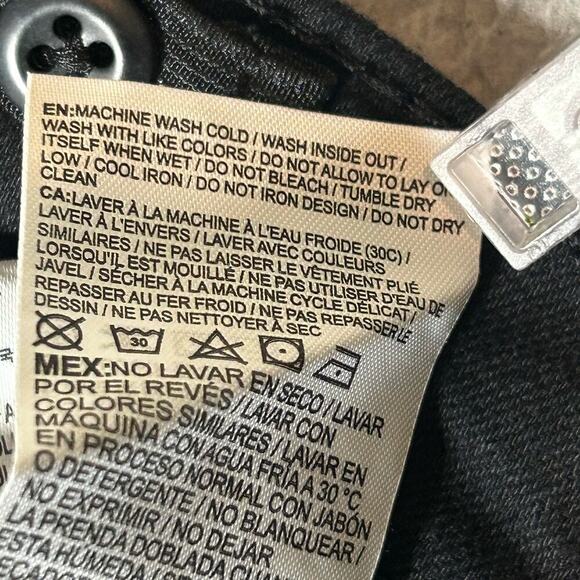 EN:MACHINE WASH COLD / WASH INSIDE OUT /
WASH WITH LIKE COLORS / DO NOT ALLOW TO LAY
ITSELF WHEN WET / DO NOT BLEACH / TUMBLE DRY
LOW / COOL IRON / DO NOT IRON DESIGN / DO NOT DRY
CLEAN
CA:LAVER À LA MACHINE À L'EAU FROIDE (30C) /
LAVER À L'ENVERS / LAVER AVEC COULEURS
SIMILAIRES / NE PAS LAISSER LE VÊTEMENT PLIÉ
LORSQU'IL EST MOUILLÉ / NE PAS UTILISER D'EAU DE
JAVEL / SÉCHER À LA MACHINE CYCLE DÉLICAT /
REPASSER AU FER FROID / NE PAS REPASSER LE
DESSIN / NE PAS NETTOYER À SEC
30
MEX:NO LAVAR EN SECO / LAVAR
POR EL REVÉS / LAVAR CON
COLORES SIMILARES / LAVAR EN
MÁQUINA CON AGUA FRÍA A 30 °C
EN PROCESO NORMAL CON JABÓN
O DETERGENTE / NO BLANQUEAR /
NO EXPRIMIR / NO DEJAR
LA PRENDA DOBLADA
ESTA HÚMEDA